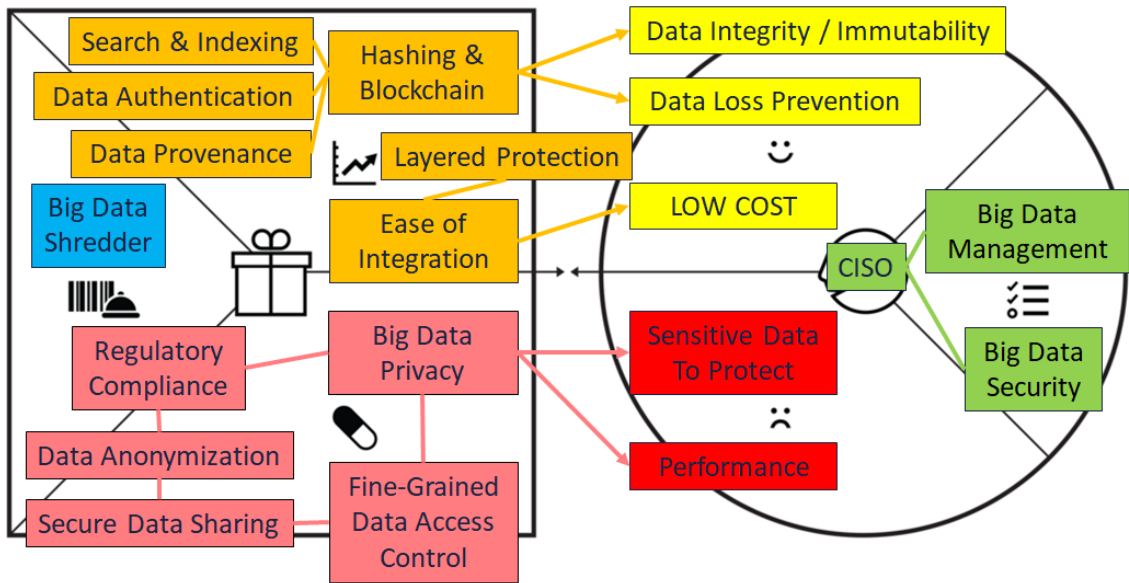 Search & Indexing
Data Authentication
Data Provenance
Hashing &
Blockchain
Layered Protection
Ease of
Integration
Big Data
Shredder
Regulatory
Compliance
Big Data
Privacy
Data Anonymization
Secure Data Sharing
Fine-Grained
Data Access
Control
Data Integrity / Immutability
Data Loss Prevention
LOW COST
Sensitive Data
To Protect
Performance
CISO
Big Data
Management
Big Data
Security